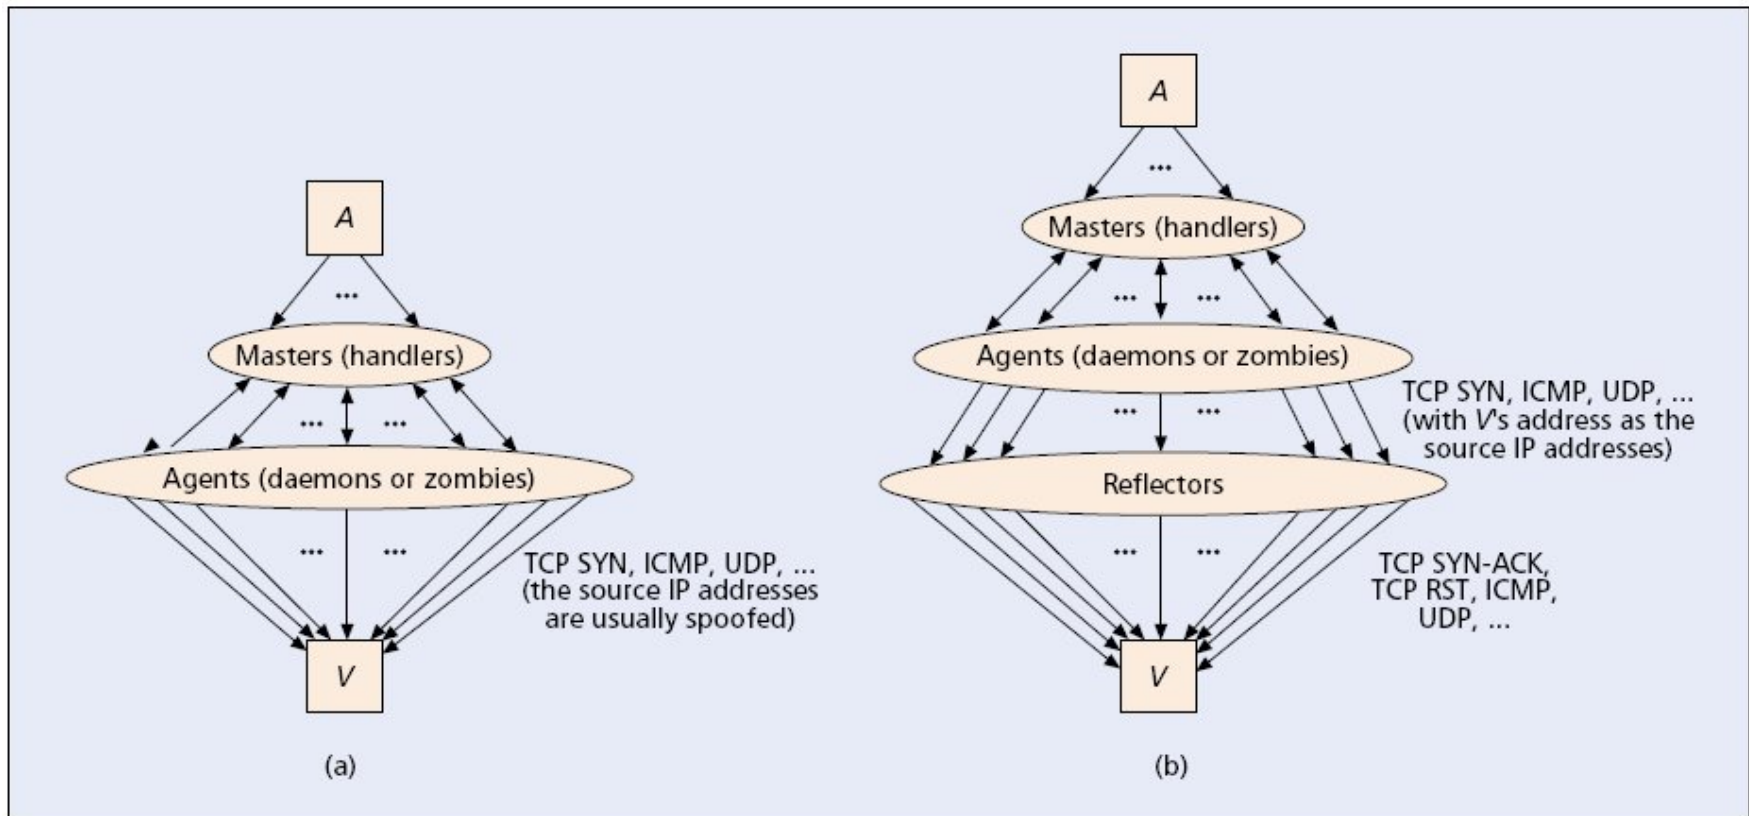 A
...
Masters (handlers)
... ...
Agents (daemons or zombies)
... ...
TCP SYN, ICMP, UDP, ...
(the source IP addresses
are usually spoofed)
V
(a)
A
...
Masters (handlers)
... ...
Agents (daemons or zombies)
... ...
TCP SYN, ICMP, UDP, ...
(with V's address as the
source IP addresses)
Reflectors
... ...
TCP SYN-ACK,
TCP RST, ICMP,
UDP, ...
V
(b)